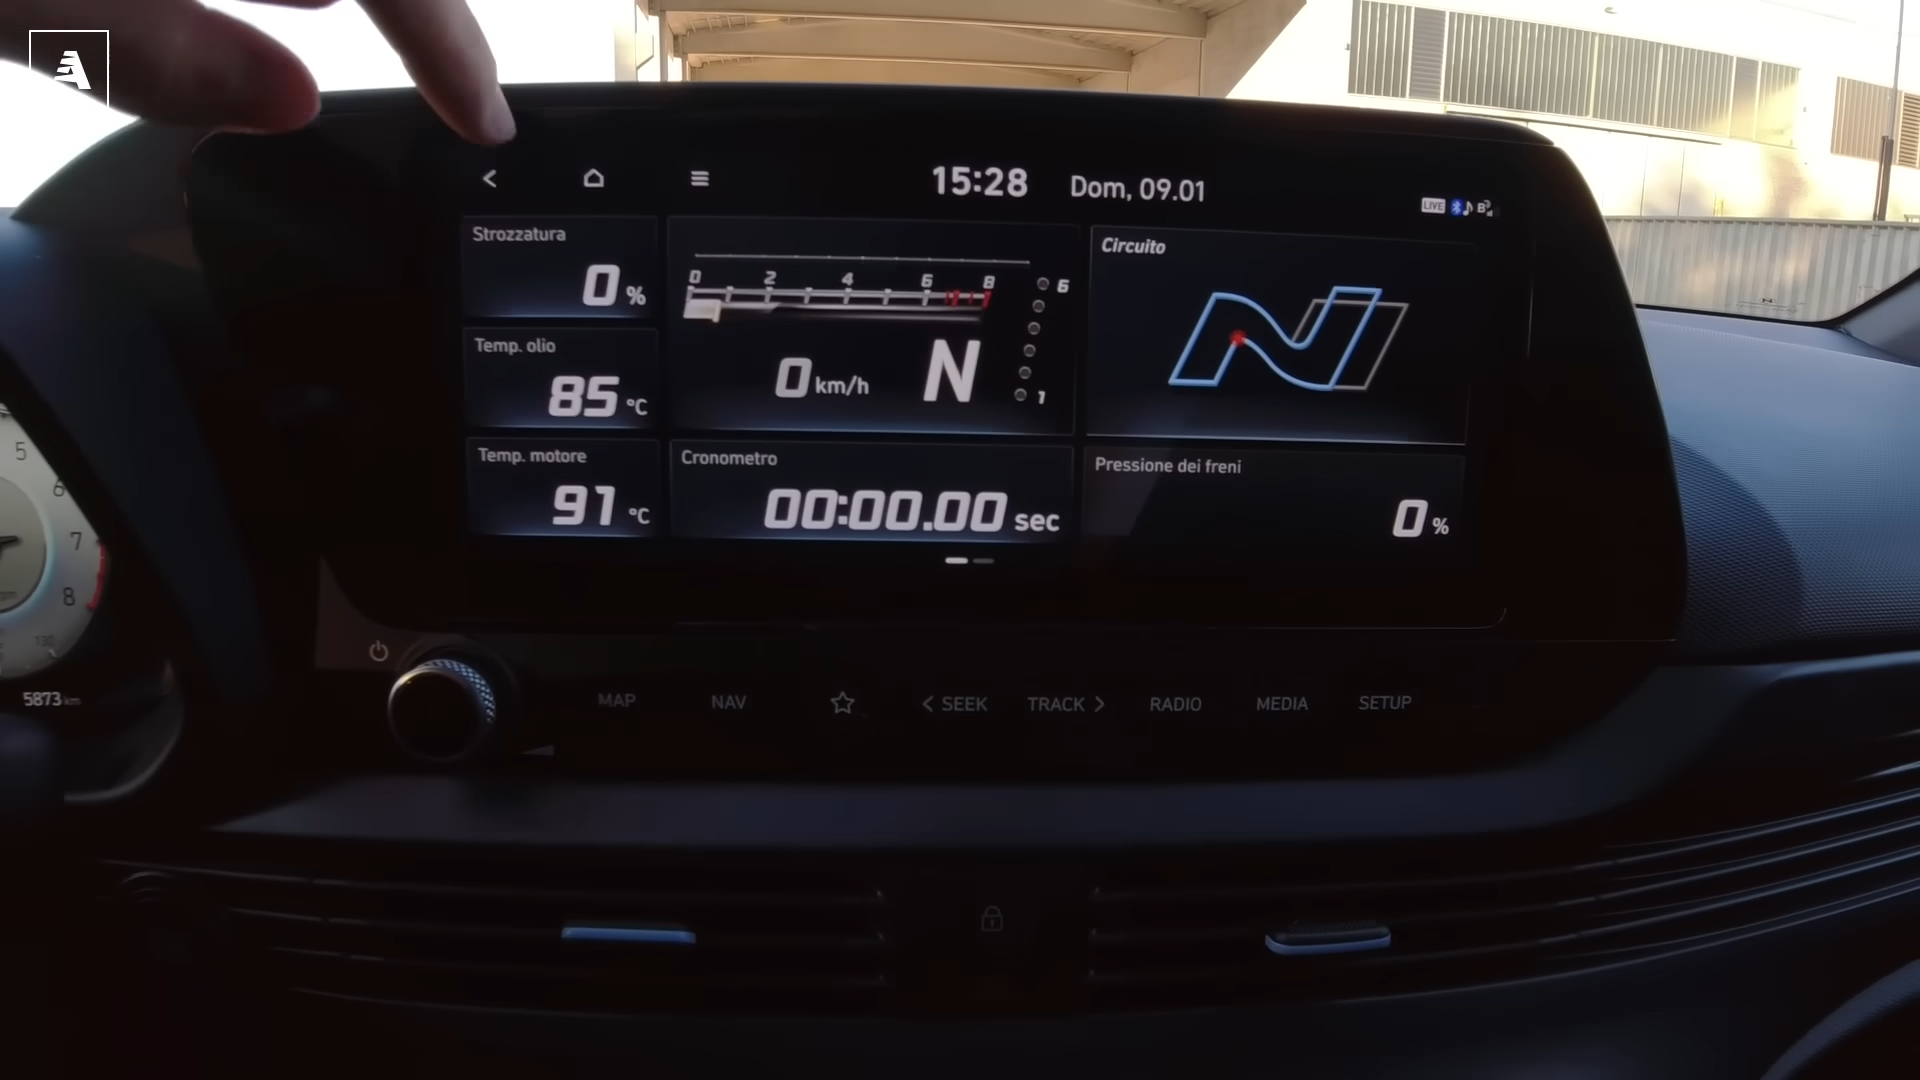 A
15:28 Dom, 09.01
LIVE
Strozzatura
0 %
Temp. olio
85 °C
Temp. motore
91 °C
0 2 4 6 8
6
1
0 km/h N
Cronometro
00:00.00 sec
Circuito
Pressione dei freni
0 %
5
6
7
8
130
5873 km
MAP NAV SEEK TRACK RADIO MEDIA SETUP